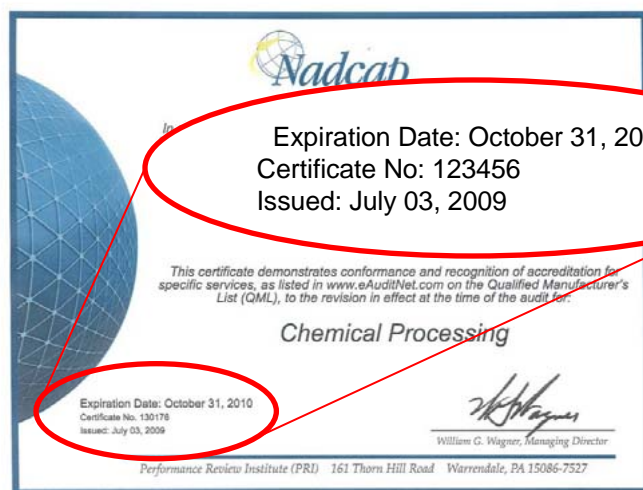 Nadcap
Expiration Date: October 31, 20
Certificate No: 123456
Issued: July 03, 2009
This certificate demonstrates conformance and recognition of accreditation for
specific services, as listed in www.eAuditNet.com on the Qualified Manufacturer's
List (QML), to the revision in effect at the time of the audit for:
Chemical Processing
Expiration Date: October 31, 2010
Certificate No. 130176
Issued: July 03, 2009
William G. Wagner, Managing Director
Performance Review Institute (PRI) 161 Thorn Hill Road Warrendale, PA 15086-7527